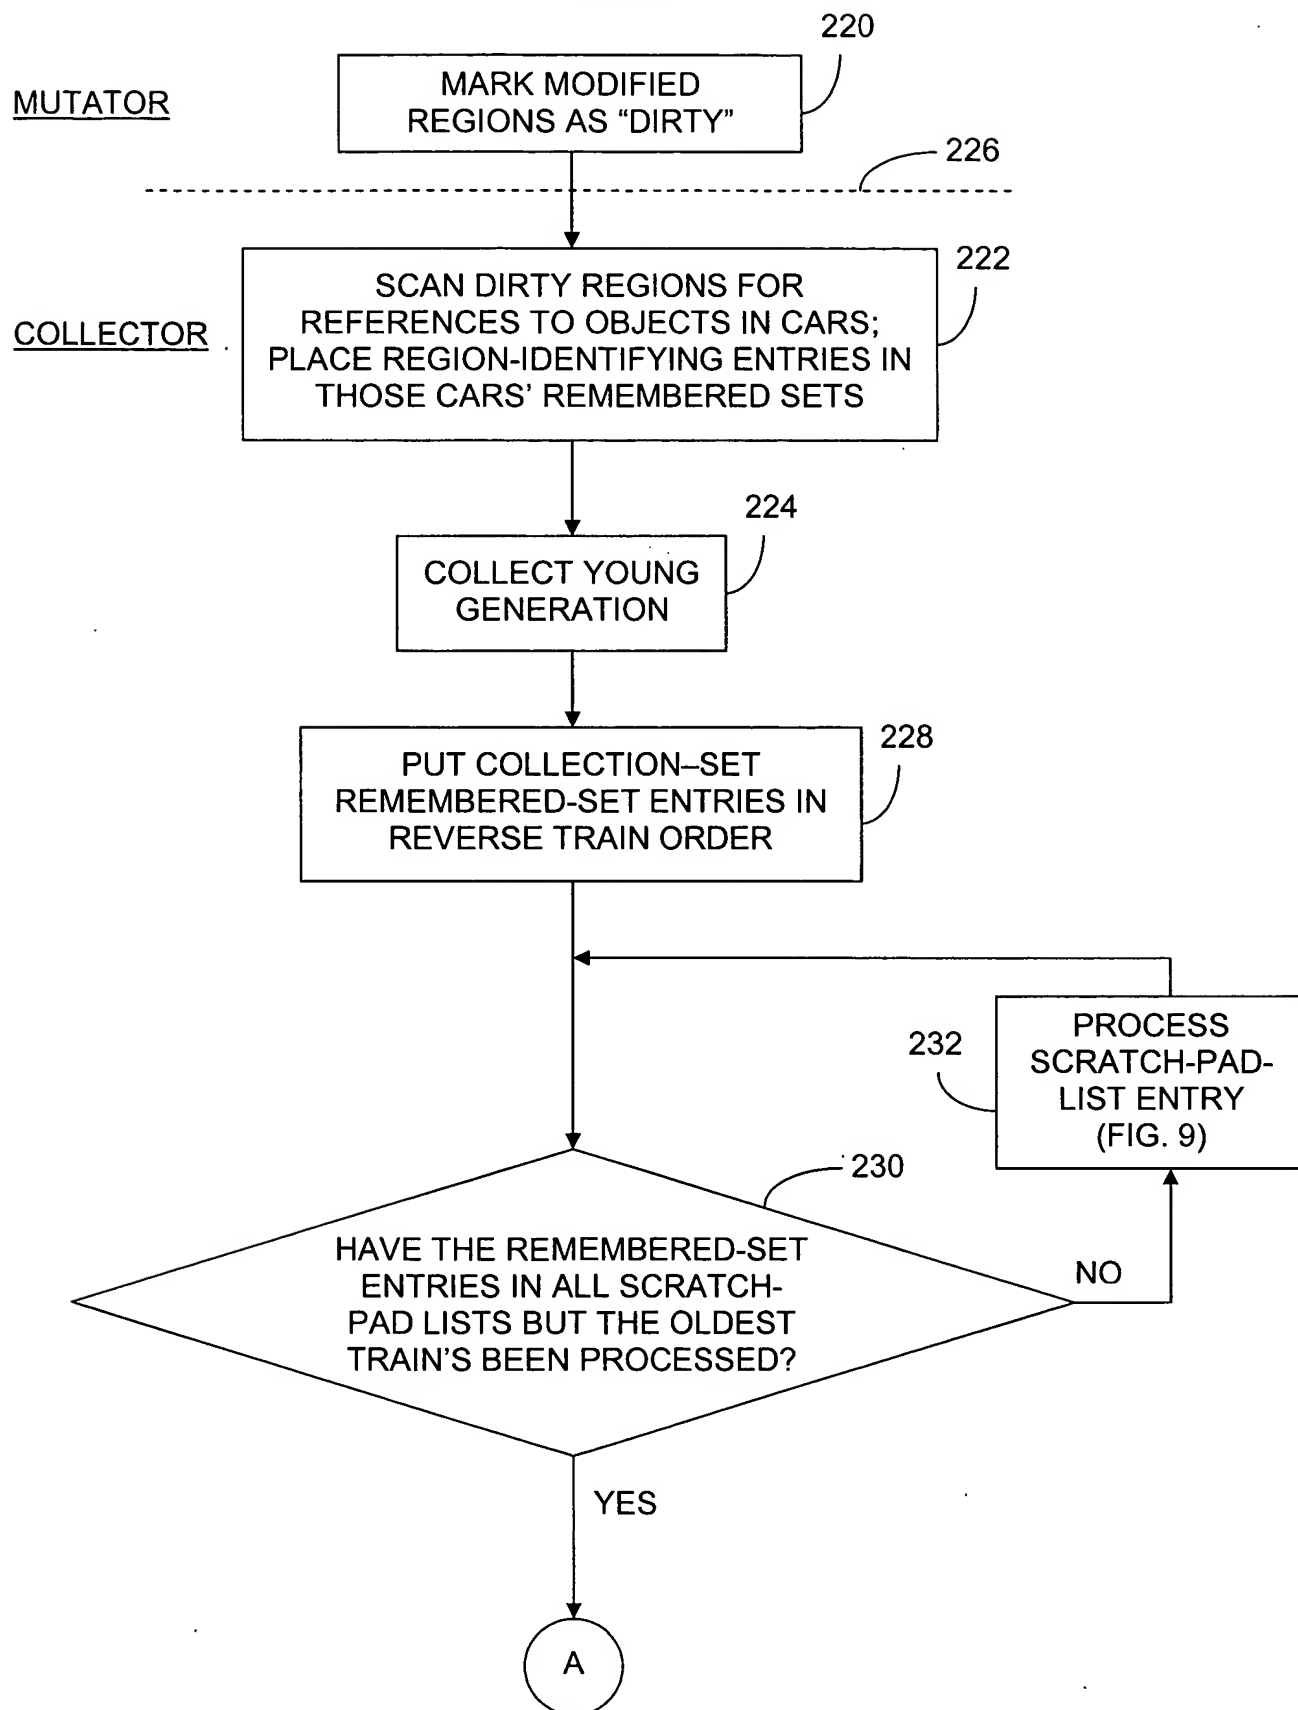 220
MUTATOR
MARK MODIFIED
REGIONS AS “DIRTY”
226
222
COLLECTOR
SCAN DIRTY REGIONS FOR
REFERENCES TO OBJECTS IN CARS;
PLACE REGION-IDENTIFYING ENTRIES IN
THOSE CARS’ REMEMBERED SETS
224
COLLECT YOUNG
GENERATION
228
PUT COLLECTION–SET
REMEMBERED-SET ENTRIES IN
REVERSE TRAIN ORDER
232
PROCESS
SCRATCH-PAD-
LIST ENTRY
(FIG. 9)
230
HAVE THE REMEMBERED-SET
ENTRIES IN ALL SCRATCH-
PAD LISTS BUT THE OLDEST
TRAIN’S BEEN PROCESSED?
NO
YES
A